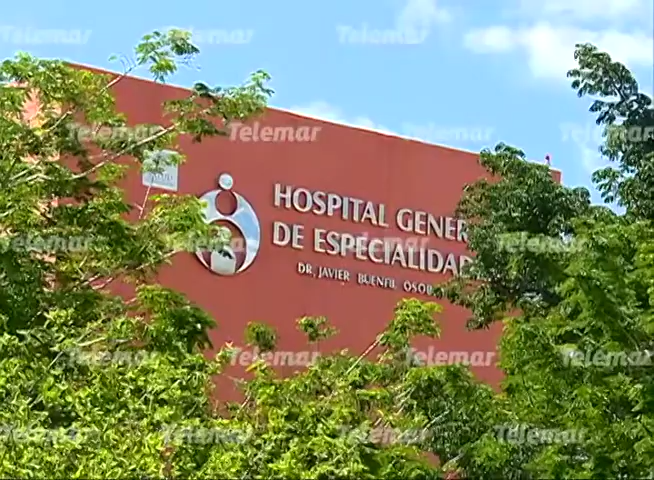 HOSPITAL GENER
DE ESPECIALIDAD
DR. JAVIER BUENFIL OSOR
Telemar